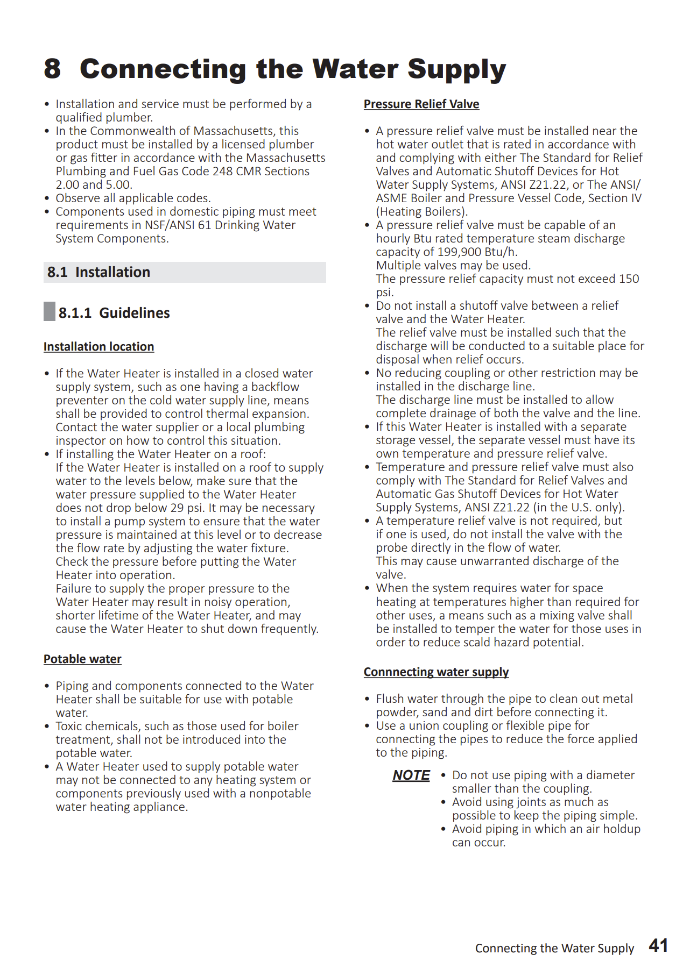 8 Connecting the Water Supply
• Installation and service must be performed by a
qualified plumber.
• In the Commonwealth of Massachusetts, this
product must be installed by a licensed plumber
or gas fitter in accordance with the Massachusetts
Plumbing and Fuel Gas Code 248 CMR Sections
2.00 and 5.00.
• Observe all applicable codes.
• Components used in domestic piping must meet
requirements in NSF/ANSI 61 Drinking Water
System Components.
8.1 Installation
8.1.1 Guidelines
Installation location
• If the Water Heater is installed in a closed water
supply system, such as one having a backflow
preventer on the cold water supply line, means
shall be provided to control thermal expansion.
Contact the water supplier or a local plumbing
inspector on how to control this situation.
• If installing the Water Heater on a roof:
If the Water Heater is installed on a roof to supply
water to the levels below, make sure that the
water pressure supplied to the Water Heater
does not drop below 29 psi. It may be necessary
to install a pump system to ensure that the water
pressure is maintained at this level or to decrease
the flow rate by adjusting the water fixture.
Check the pressure before putting the Water
Heater into operation.
Failure to supply the proper pressure to the
Water Heater may result in noisy operation,
shorter lifetime of the Water Heater, and may
cause the Water Heater to shut down frequently.
Potable water
• Piping and components connected to the Water
Heater shall be suitable for use with potable
water.
• Toxic chemicals, such as those used for boiler
treatment, shall not be introduced into the
potable water.
• A Water Heater used to supply potable water
may not be connected to any heating system or
components previously used with a nonpotable
water heating appliance.
Pressure Relief Valve
• A pressure relief valve must be installed near the
hot water outlet that is rated in accordance with
and complying with either The Standard for Relief
Valves and Automatic Shutoff Devices for Hot
Water Supply Systems, ANSI Z21.22, or The ANSI/
ASME Boiler and Pressure Vessel Code, Section IV
(Heating Boilers).
• A pressure relief valve must be capable of an
hourly Btu rated temperature steam discharge
capacity of 199,900 Btu/h.
Multiple valves may be used.
The pressure relief capacity must not exceed 150
psi.
• Do not install a shutoff valve between a relief
valve and the Water Heater.
The relief valve must be installed such that the
discharge will be conducted to a suitable place for
disposal when relief occurs.
• No reducing coupling or other restriction may be
installed in the discharge line.
The discharge line must be installed to allow
complete drainage of both the valve and the line.
• If this Water Heater is installed with a separate
storage vessel, the separate vessel must have its
own temperature and pressure relief valve.
• Temperature and pressure relief valve must also
comply with The Standard for Relief Valves and
Automatic Gas Shutoff Devices for Hot Water
Supply Systems, ANSI Z21.22 (in the U.S. only).
• A temperature relief valve is not required, but
if one is used, do not install the valve with the
probe directly in the flow of water.
This may cause unwarranted discharge of the
valve.
• When the system requires water for space
heating at temperatures higher than required for
other uses, a means such as a mixing valve shall
be installed to temper the water for those uses in
order to reduce scald hazard potential.
Connnecting water supply
• Flush water through the pipe to clean out metal
powder, sand and dirt before connecting it.
• Use a union coupling or flexible pipe for
connecting the pipes to reduce the force applied
to the piping.
NOTE • Do not use piping with a diameter
smaller than the coupling.
• Avoid using joints as much as
possible to keep the piping simple.
• Avoid piping in which an air holdup
can occur.
Connecting the Water Supply 41